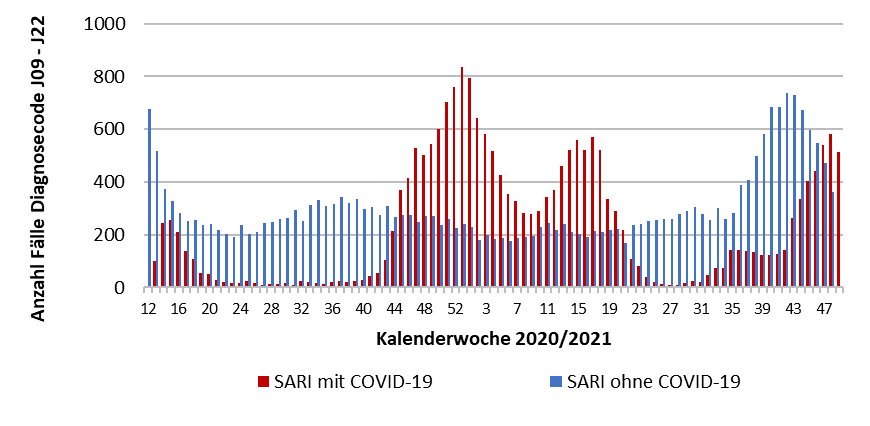 Anzahl Fälle Diagnosecode J09 - J22
1000
800
600
400
200
0
12 16 20 24 28 32 36 40 44 48 52 3 7 11 15 19 23 27 31 35 39 43 47
Kalenderwoche 2020/2021
SARI mit COVID-19 SARI ohne COVID-19